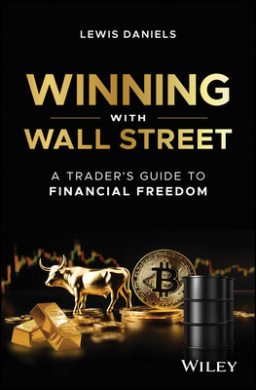 LEWIS DANIELS
WINNING
WITH
WALL STREET
A TRADER'S GUIDE TO
FINANCIAL FREEDOM
WILEY